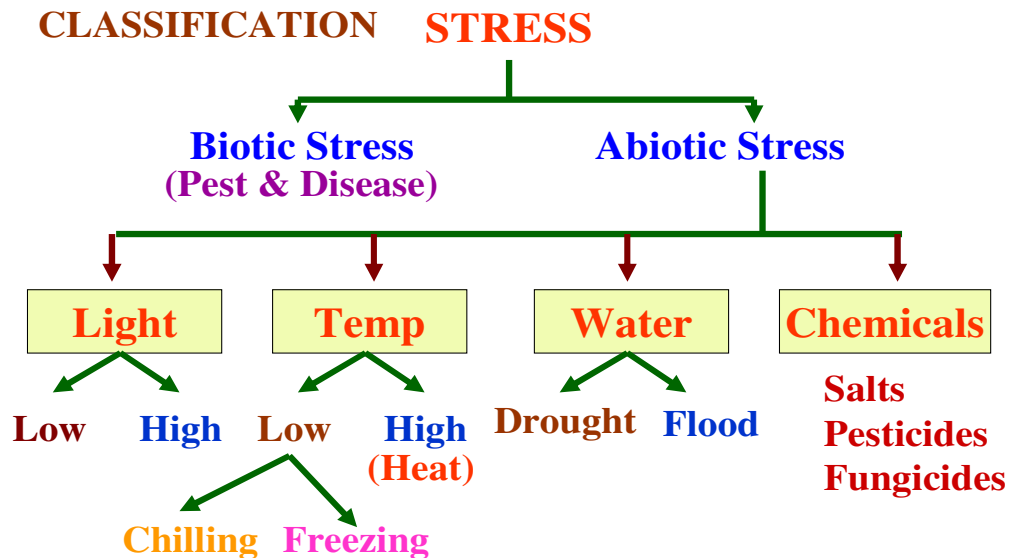 CLASSIFICATION STRESS
Biotic Stress Abiotic Stress
(Pest & Disease)
Light Temp Water Chemicals
Low High Low High Drought Flood Salts
(Heat) Pesticides
Fungicides
Chilling Freezing